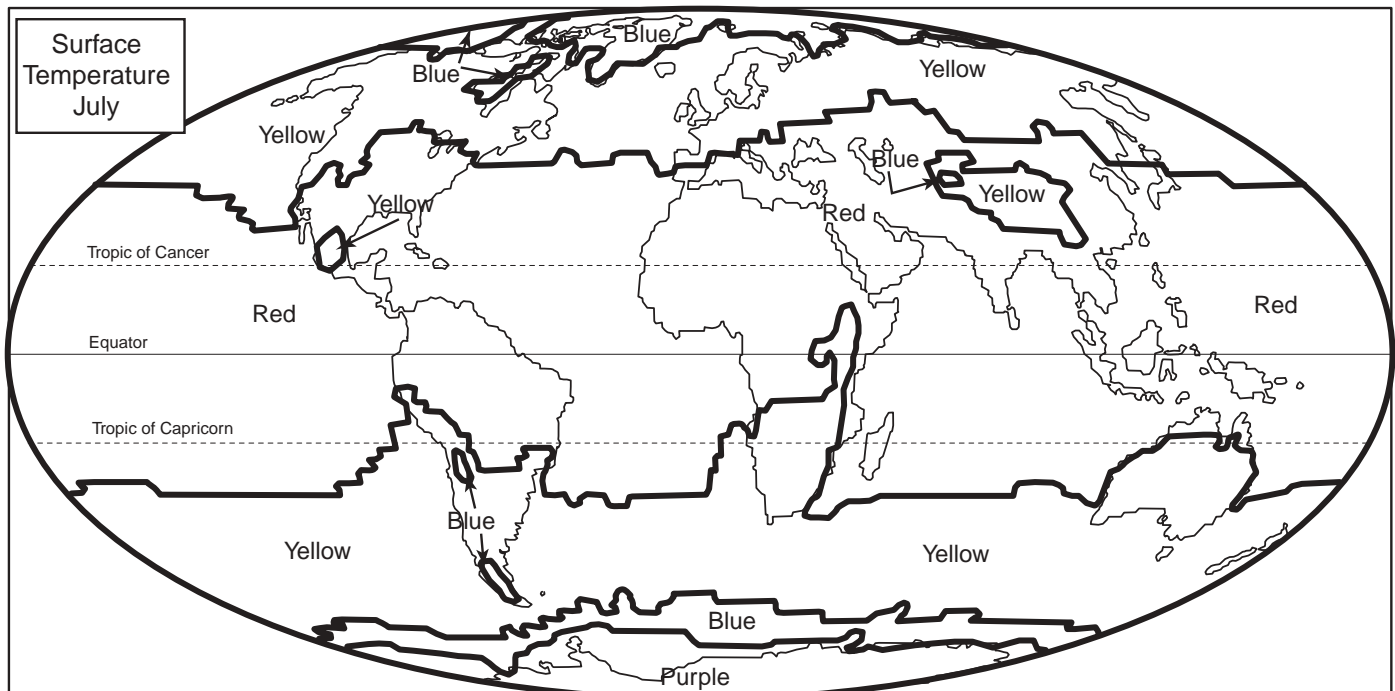 Surface
Temperature
July
Blue
Blue
Yellow
Yellow
Blue
Yellow
Yellow
Red
Tropic of Cancer
Red
Red
Equator
Tropic of Capricorn
Blue
Yellow
Yellow
Blue
Purple